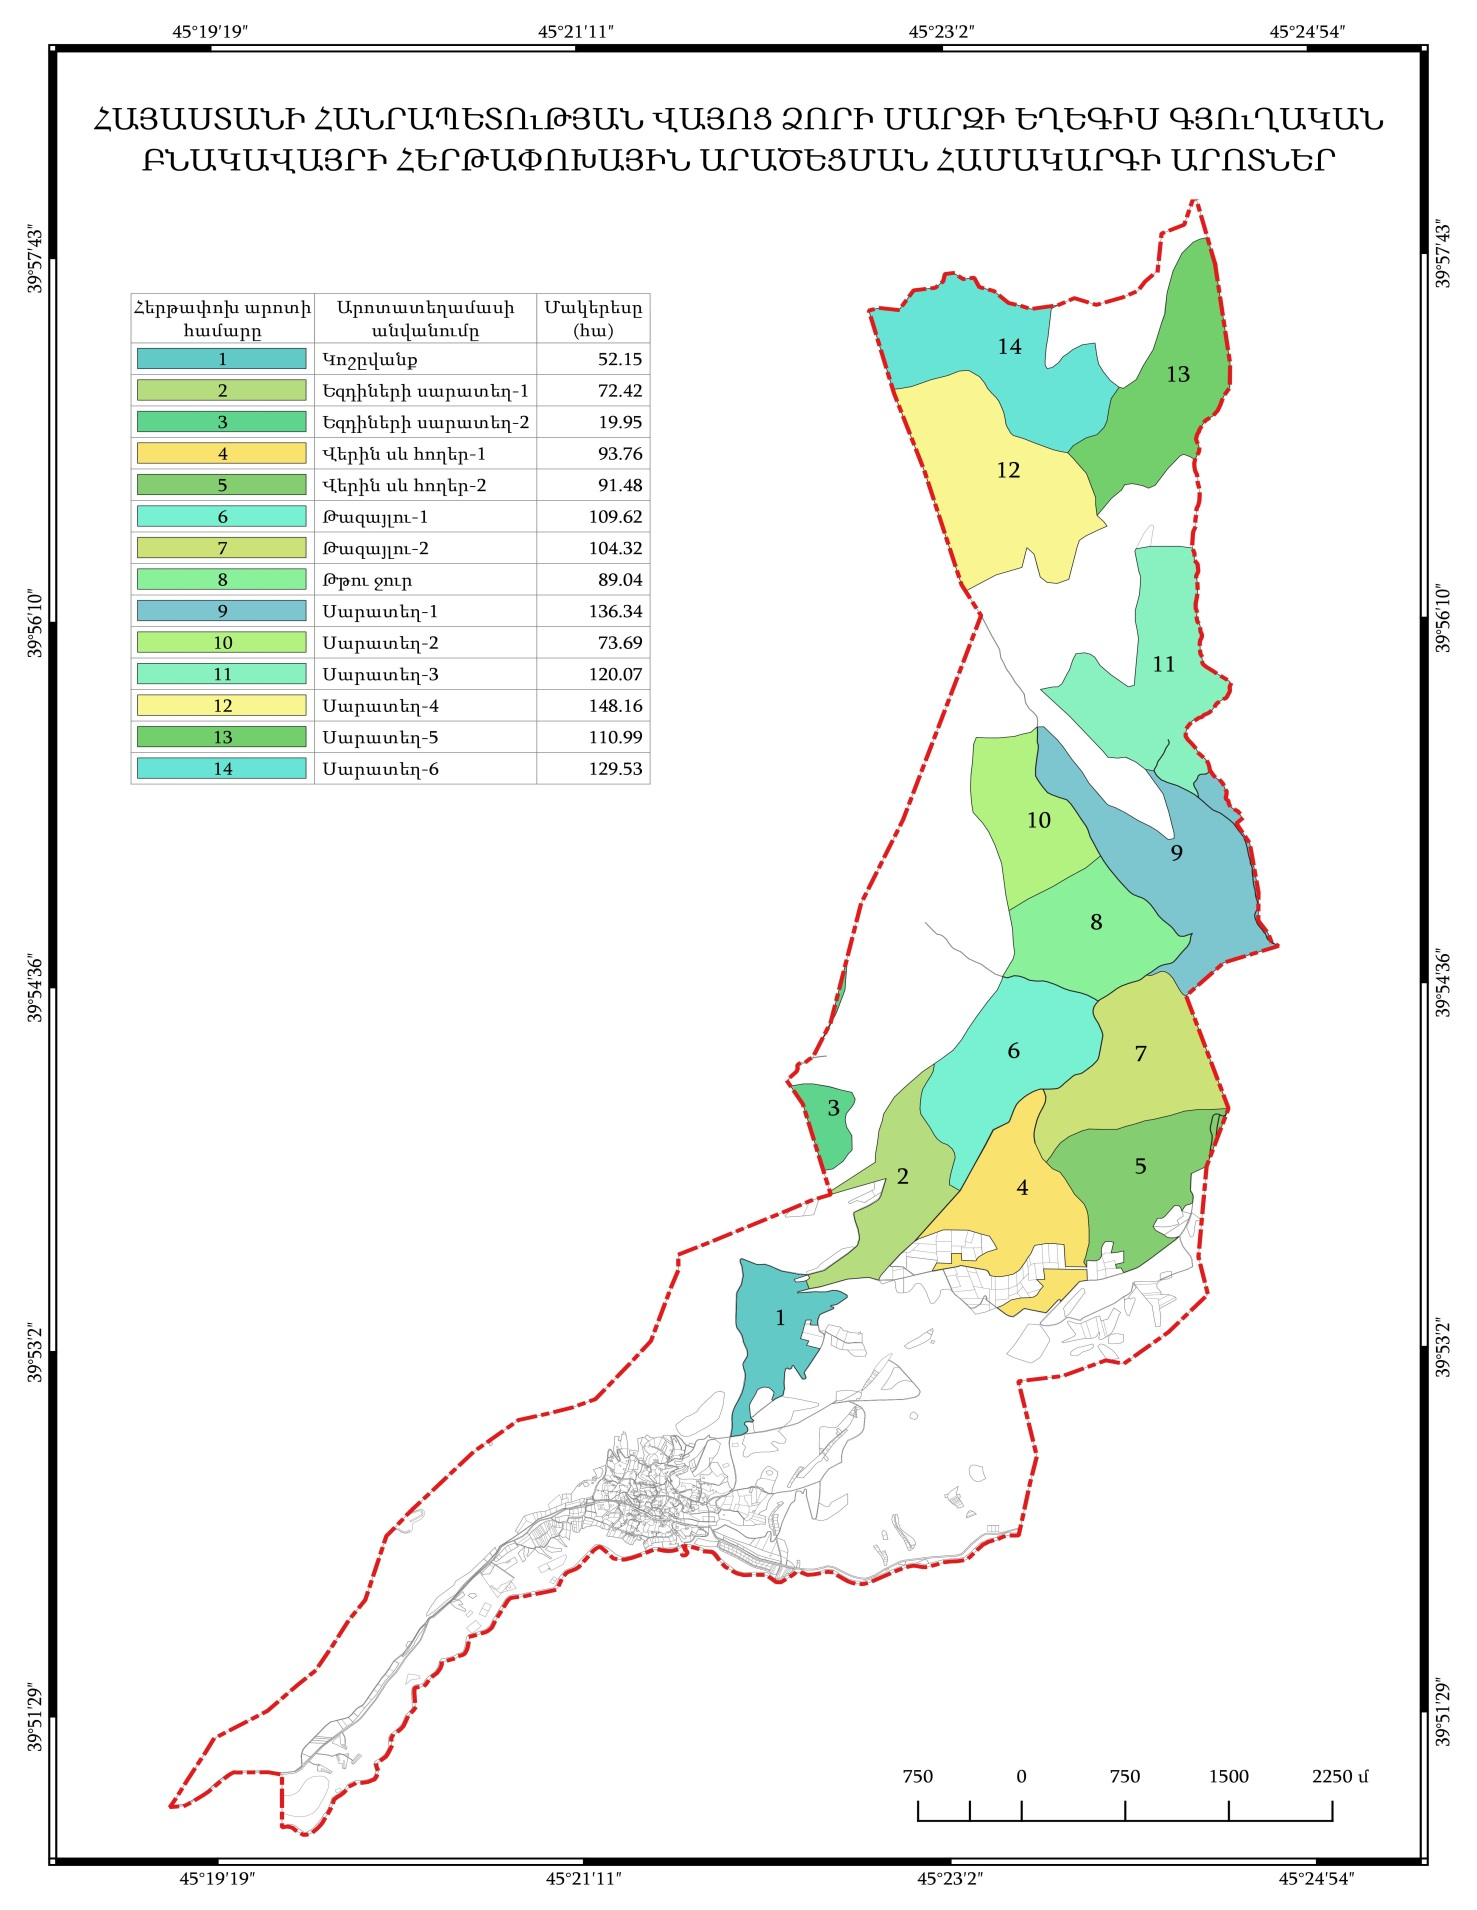 45°19'19" 45°21'11" 45°23'2" 45°24'54"
ՀԱՅԱՍՏԱՆԻ ՀԱՆՐԱՊԵՏՈւԹՅԱՆ ՎԱՅՈՑ ՁՈՐԻ ՄԱՐԶԻ ԵՂԵԳԻՍ ԳՅՈւՂԱԿԱՆ
ԲՆԱԿԱՎԱՅՐԻ ՀԵՐԹԱՓՈԽԱՅԻՆ ԱՐԱԾԵՑՄԱՆ ՀԱՄԱԿԱՐԳԻ ԱՐՈՏՆԵՐ
39°57'43" 39°57'43"
Հերթափոխ արոտի Արոտատեղամասի Մակերեսը
համարը անվանումը (հա)
1 Կոշըվանք 52.15
2 Եզդիների սարատեղ-1 72.42
3 Եզդիների սարատեղ-2 19.95
4 Վերին սև հողեր-1 93.76
5 Վերին սև հողեր-2 91.48
6 Թազայլու-1 109.62
7 Թազայլու-2 104.32
8 Թթու ջուր 89.04
9 Սարատեղ-1 136.34
10 Սարատեղ-2 73.69
11 Սարատեղ-3 120.07
12 Սարատեղ-4 148.16
13 Սարատեղ-5 110.99
14 Սարատեղ-6 129.53
14
13
12
39°56'10" 39°56'10"
11
10
9
8
39°54'36" 39°54'36"
6
7
3
5
2
4
1
39°53'2" 39°53'2"
39°51'29" 39°51'29"
750 0 750 1500 2250 մ
45°19'19" 45°21'11" 45°23'2" 45°24'54"